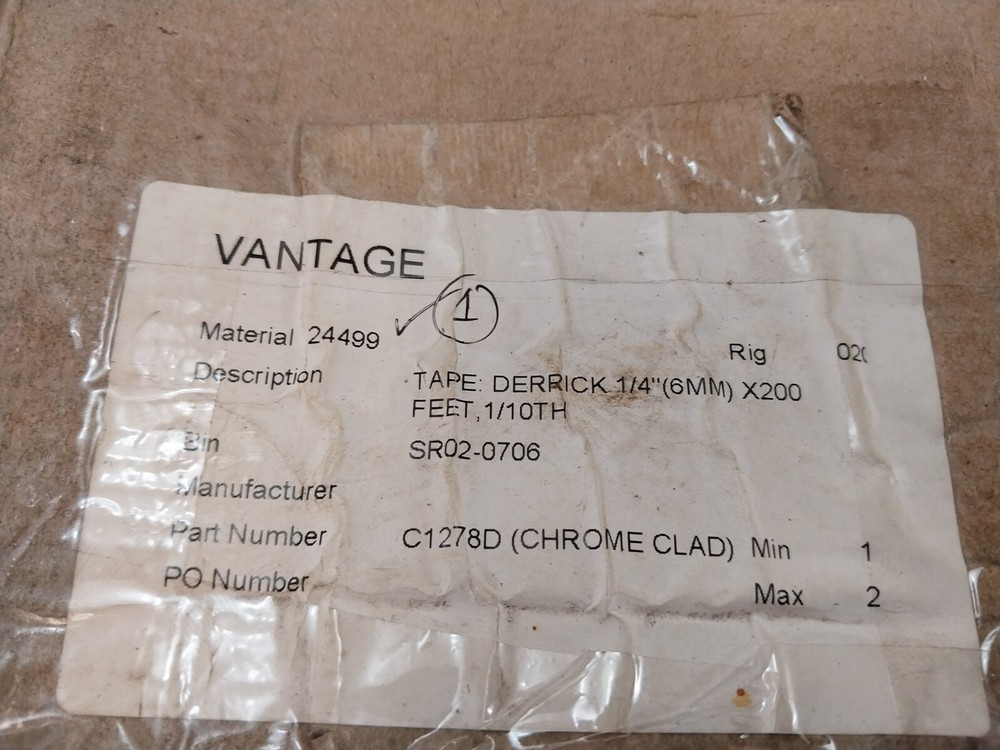 VANTAGE
1
Material 24499
Rig
Description TAPE: DERRICK 1/4"(6MM) X200
FEET,1/10TH
Bin SR02-0706
Manufacturer
Part Number C1278D (CHROME CLAD) Min 1
PO Number Max 2